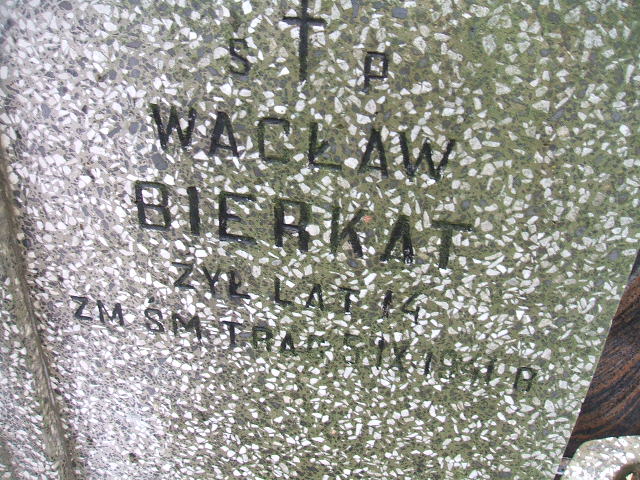 Ś P
WACŁAW
BIERKAT
ŻYŁ LAT 14
ZM ŚM TRAG 5 IX